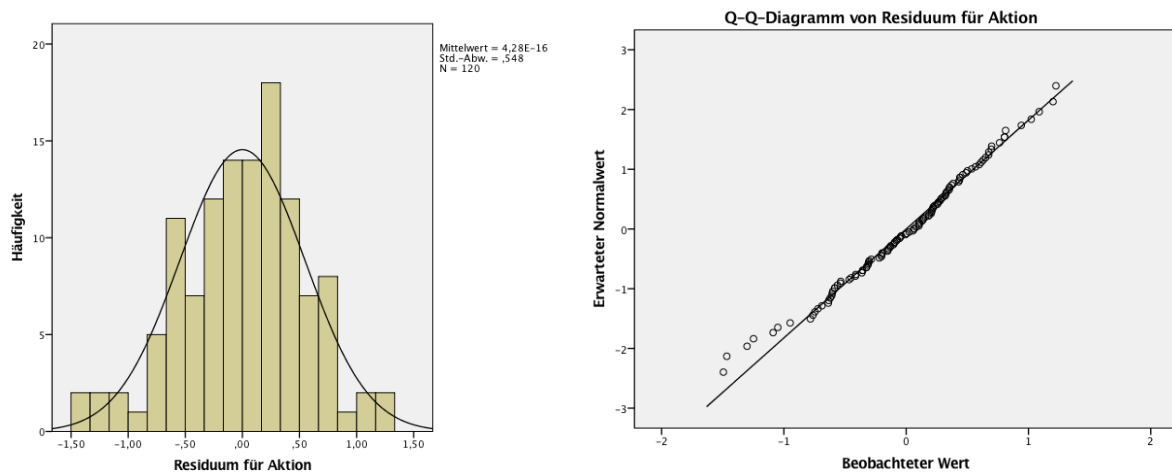 20
15
10
5
0
Häufigkeit
-1,50 -1,00 -,50 ,00 ,50 1,00 1,50
Residuum für Aktion
Mittelwert = 4,28E-16
Std.-Abw. = ,548
N = 120
Q-Q-Diagramm von Residuum für Aktion
3
2
1
0
-1
-2
-3
Erwarteter Normalwert
-2 -1 0 1 2
Beobachteter Wert